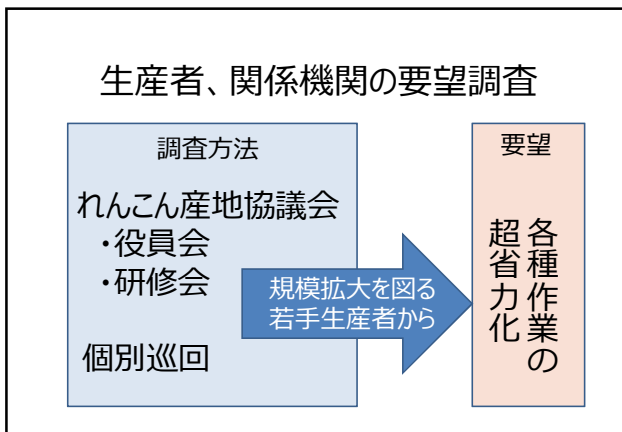 生産者、関係機関の要望調査
調査方法
れんこん産地協議会
・役員会
・研修会
個別巡回
規模拡大を図る
若手生産者から
要望
各種作業の
超省力化